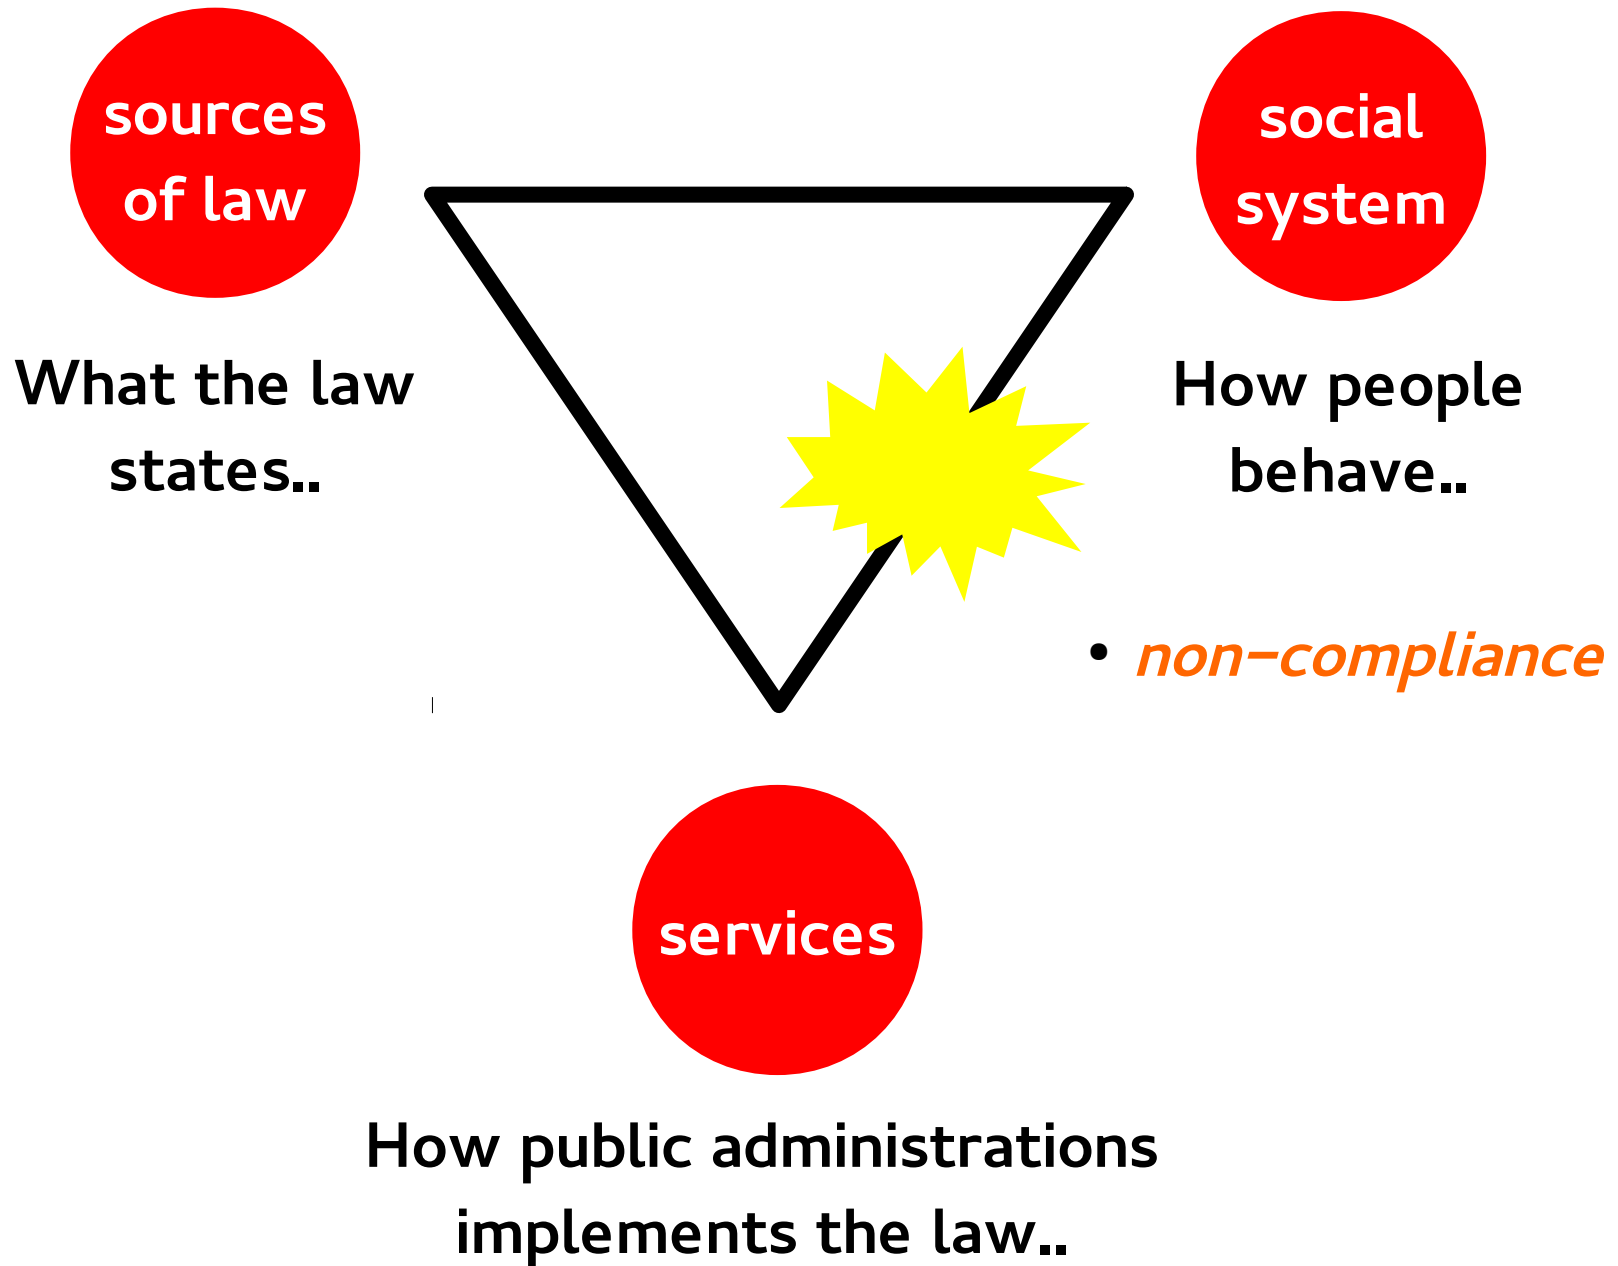 sources
of law
social
system
What the law
states..
How people
behave..
• non-compliance
services
How public administrations
implements the law..